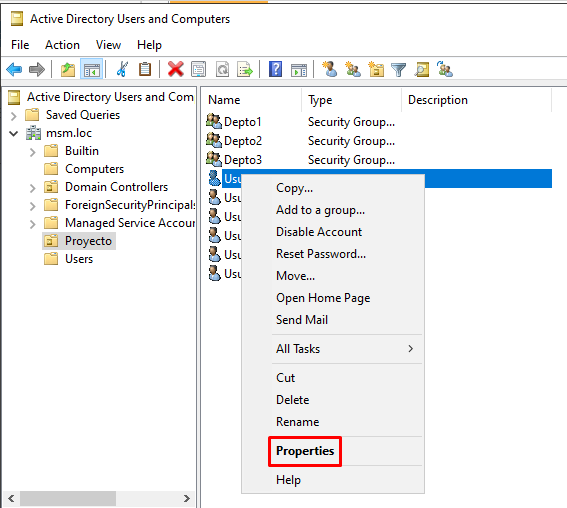 Active Directory Users and Computers
File Action View Help
Active Directory Users and Com
Saved Queries
msm.loc
Builtin
Computers
Domain Controllers
ForeignSecurityPrincipals
Managed Service Accoun
Proyecto
Users
Name Type Description
Depto1 Security Group...
Depto2 Security Group...
Depto3 Security Group...
Usu
Usu
Usu
Usu
Usu
Usu
Copy...
Add to a group...
Disable Account
Reset Password...
Move...
Open Home Page
Send Mail
All Tasks
Cut
Delete
Rename
Properties
Help